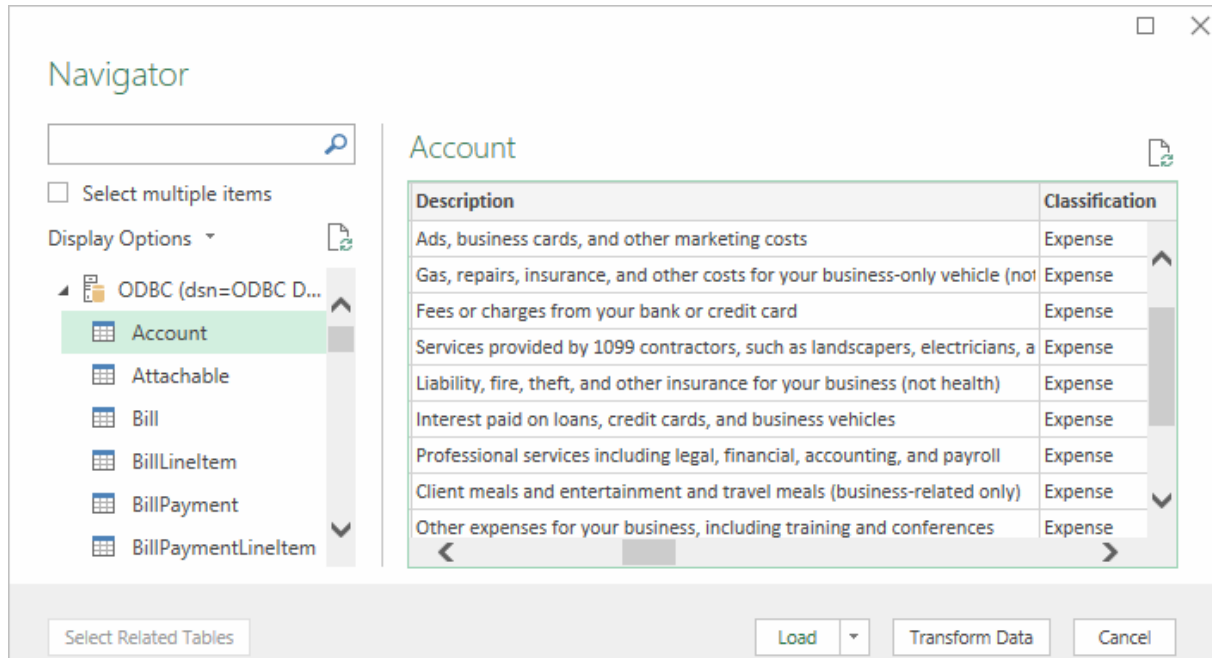 Navigator
Select multiple items
Display Options
ODBC (dsn=ODBC D...
Account
Attachable
Bill
BillLineItem
BillPayment
BillPaymentLineItem
Account
Description Classification
Ads, business cards, and other marketing costs Expense
Gas, repairs, insurance, and other costs for your business-only vehicle (not Expense
Fees or charges from your bank or credit card Expense
Services provided by 1099 contractors, such as landscapers, electricians, a Expense
Liability, fire, theft, and other insurance for your business (not health) Expense
Interest paid on loans, credit cards, and business vehicles Expense
Professional services including legal, financial, accounting, and payroll Expense
Client meals and entertainment and travel meals (business-related only) Expense
Other expenses for your business, including training and conferences Expense
Select Related Tables Load Transform Data Cancel